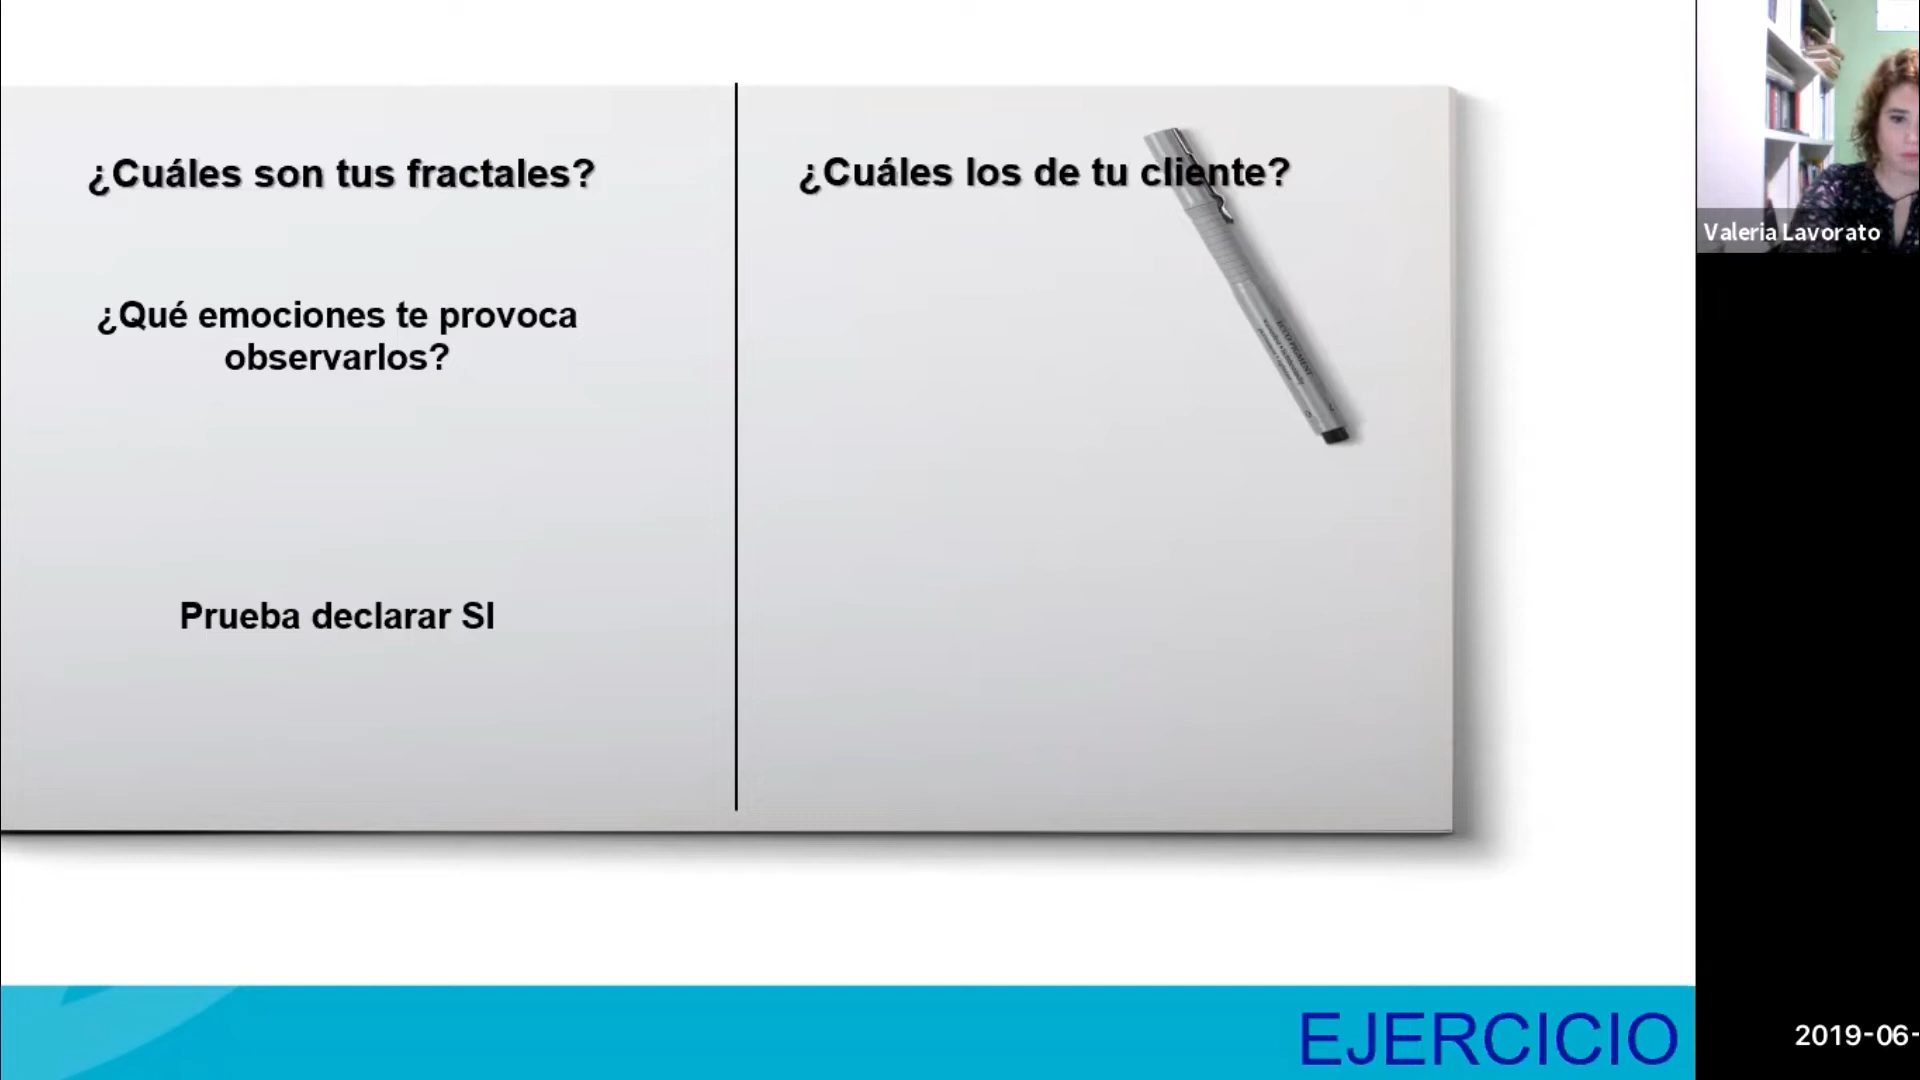 ¿Cuáles son tus fractales?
¿Qué emociones te provoca
observarlos?
Prueba declarar SI
¿Cuáles los de tu cliente?
EJERCICIO
Valeria Lavorato
2019-06-